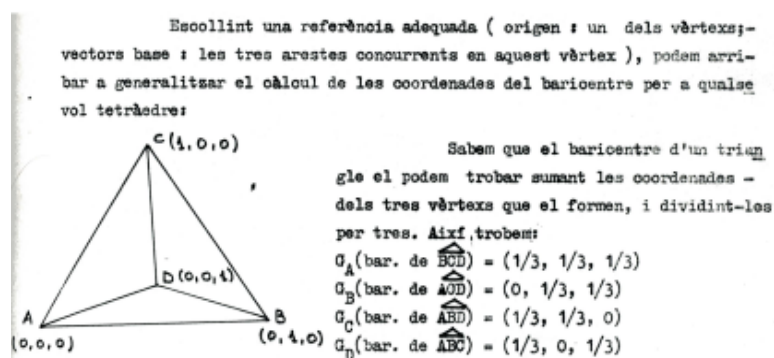 Escollint una referència adequada ( origen : un dels vèrtexs;-
vectors base : les tres arestes concurrents en aquest vèrtex ), podem arri-
bar a generalitzar el càlcul de les coordenades del baricentre per a qualse
vol tetràedre:
C(1,0,0)
Sabem que el baricentre d'un trian
gle el podem trobar sumant les coordenades -
dels tres vèrtexs que el formen, i dividint-les
per tres. Així,trobem:
D(0,0,1)
G_A(bar. de BCD) = (1/3, 1/3, 1/3)
G_B(bar. de ACD) = (0, 1/3, 1/3)
G_C(bar. de ABD) = (1/3, 1/3, 0)
G_D(bar. de ABC) = (1/3, 0, 1/3)
A
(0,0,0)
B
(0,1,0)